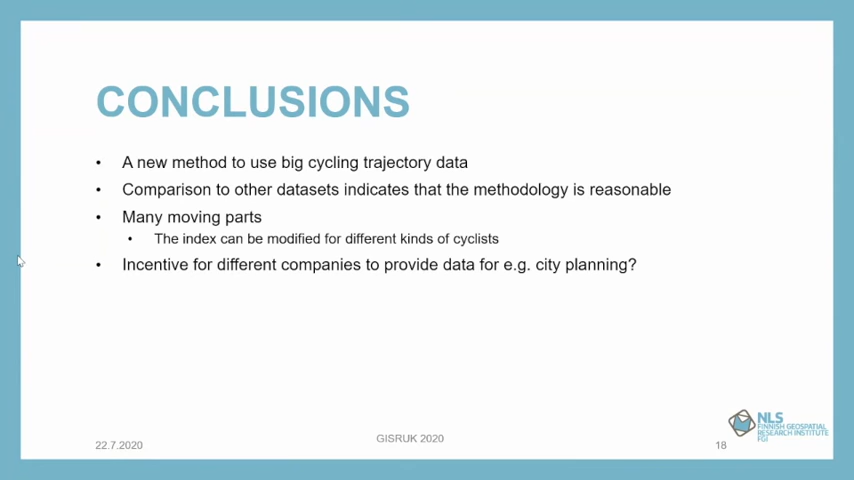 CONCLUSIONS
• A new method to use big cycling trajectory data
• Comparison to other datasets indicates that the methodology is reasonable
• Many moving parts
• The index can be modified for different kinds of cyclists
• Incentive for different companies to provide data for e.g. city planning?
22.7.2020
GISRUK 2020
18
NLS
FINNISH GEOSPATIAL
RESEARCH INSTITUTE
FGI